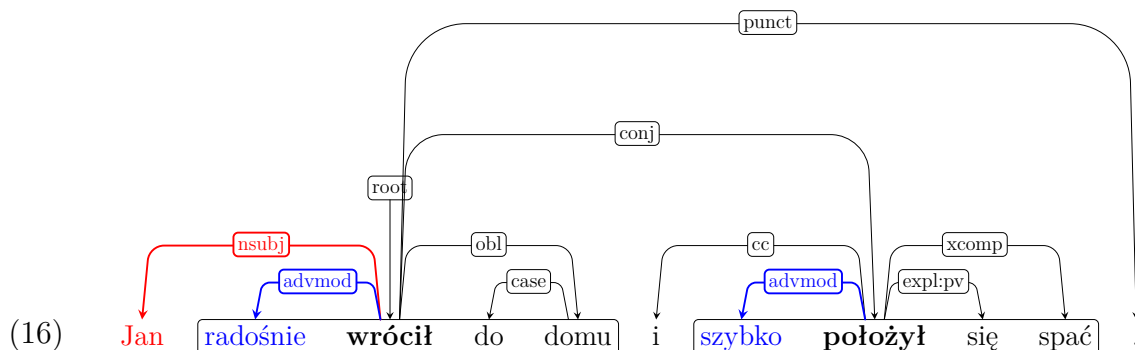 punct
conj
root
nsubj obl cc xcomp
advmod case advmod expl:pv
(16) Jan radośnie wrócił do domu i szybko położył się spać .